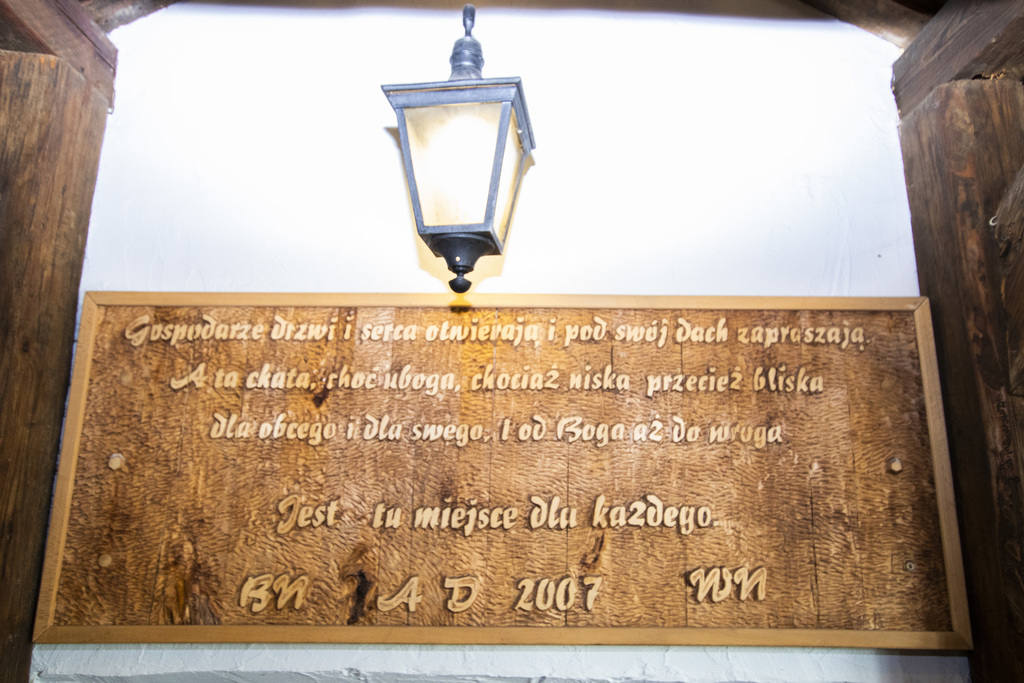 Gospodarze drzwi i serca otwierają i pod swój dach zapraszają.
A ta chata, choć uboga, chociaż niska przecież bliska
dla obcego i dla swego, I od Boga aż do wroga
Jest tu miejsce dla każdego.
BN A D 2007 WN